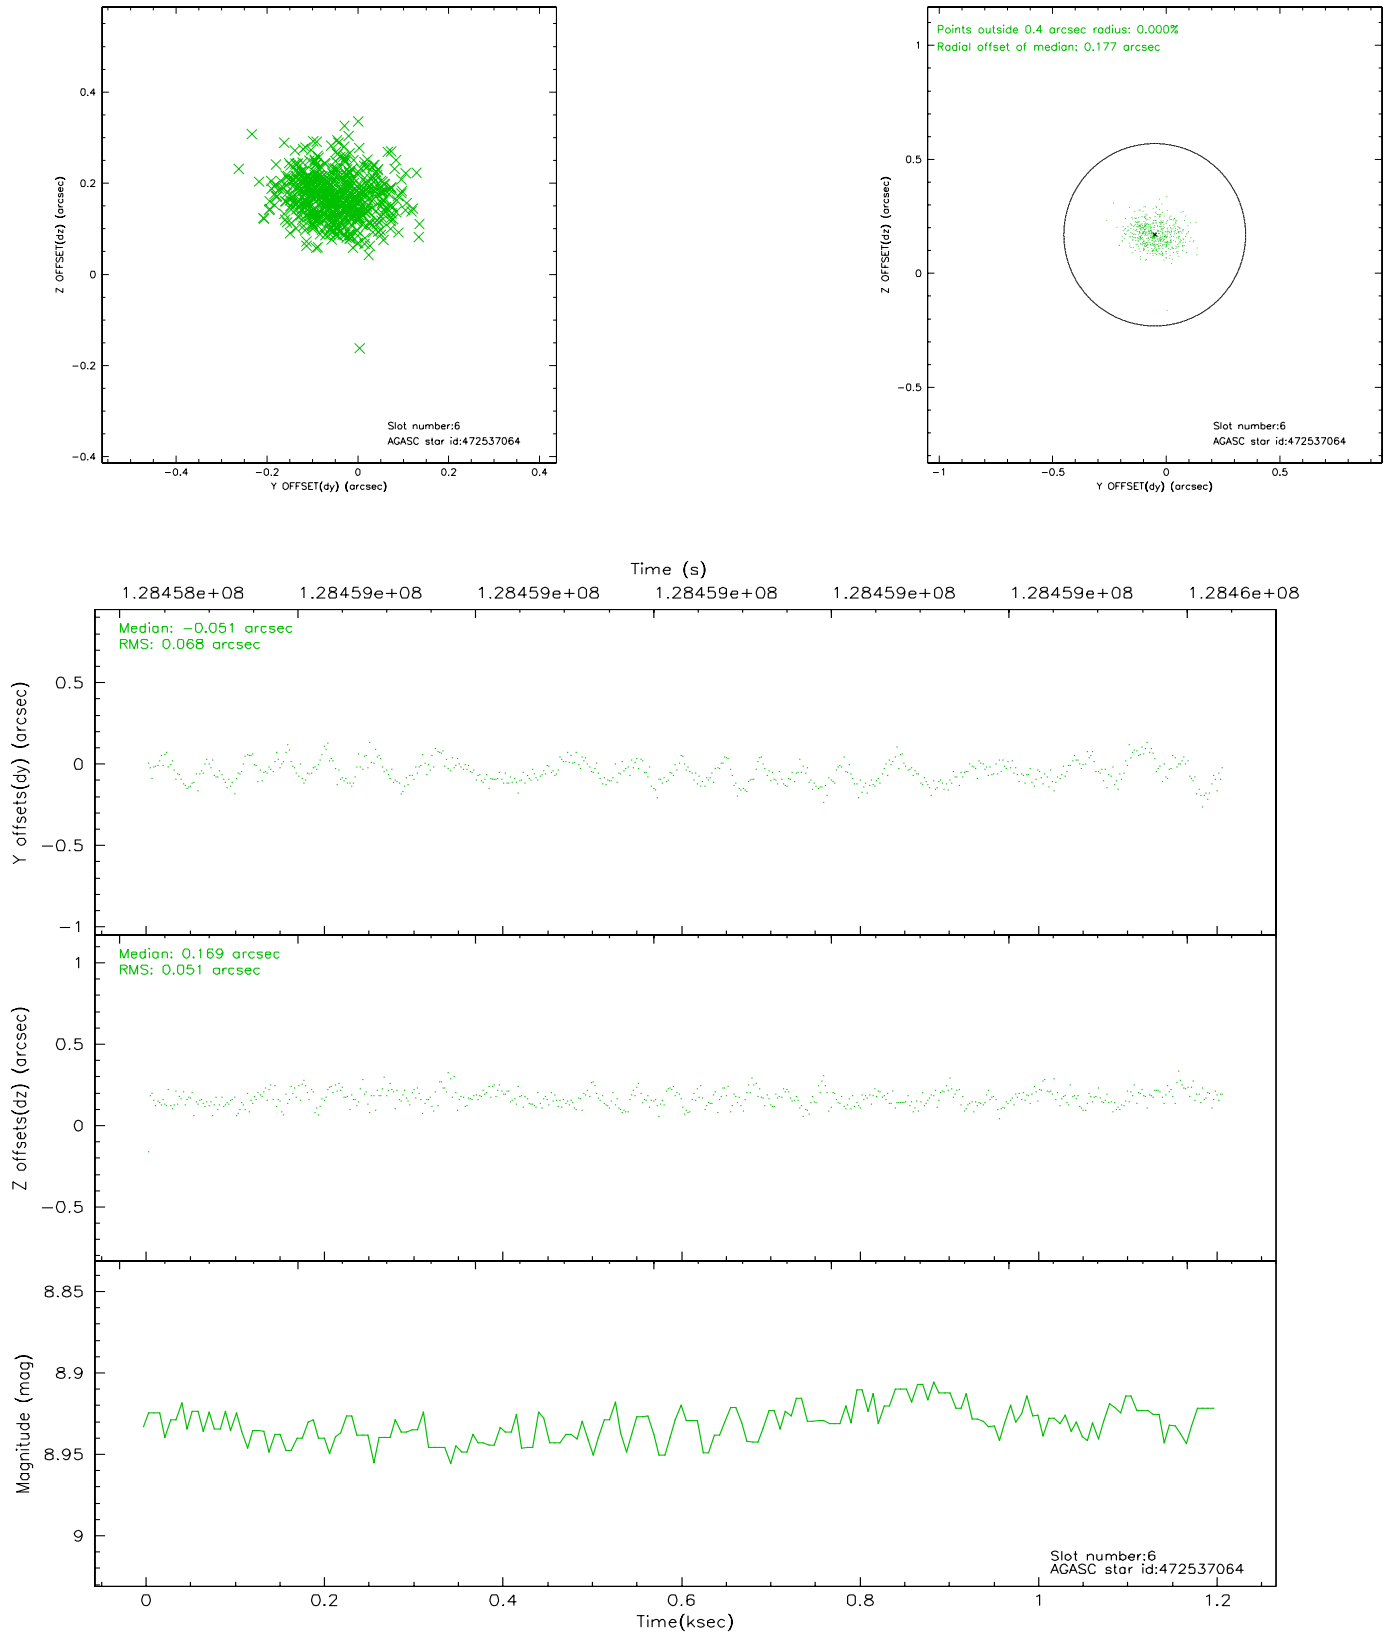 0.4
0.2
0
−0.2
−0.4
Z OFFSET(dz) (arcsec)
Slot number:6
AGASC star id:472537064
−0.4 −0.2 0 0.2 0.4
Y OFFSET(dy) (arcsec)
Points outside 0.4 arcsec radius: 0.000%
Radial offset of median: 0.177 arcsec
1
0.5
0
−0.5
Z OFFSET(dz) (arcsec)
Slot number:6
AGASC star id:472537064
−1 −0.5 0 0.5
Y OFFSET(dy) (arcsec)
Time (s)
1.28458e+08 1.28459e+08 1.28459e+08 1.28459e+08 1.28459e+08 1.28459e+08 1.2846e+08
Median: −0.051 arcsec
RMS: 0.068 arcsec
0.5
0
−0.5
−1
Y offsets(dy) (arcsec)
Median: 0.169 arcsec
RMS: 0.051 arcsec
1
0.5
0
−0.5
Z offsets(dz) (arcsec)
8.85
8.9
8.95
9
Magnitude (mag)
Slot number:6
AGASC star id:472537064
0 0.2 0.4 0.6 0.8 1 1.2
Time(ksec)